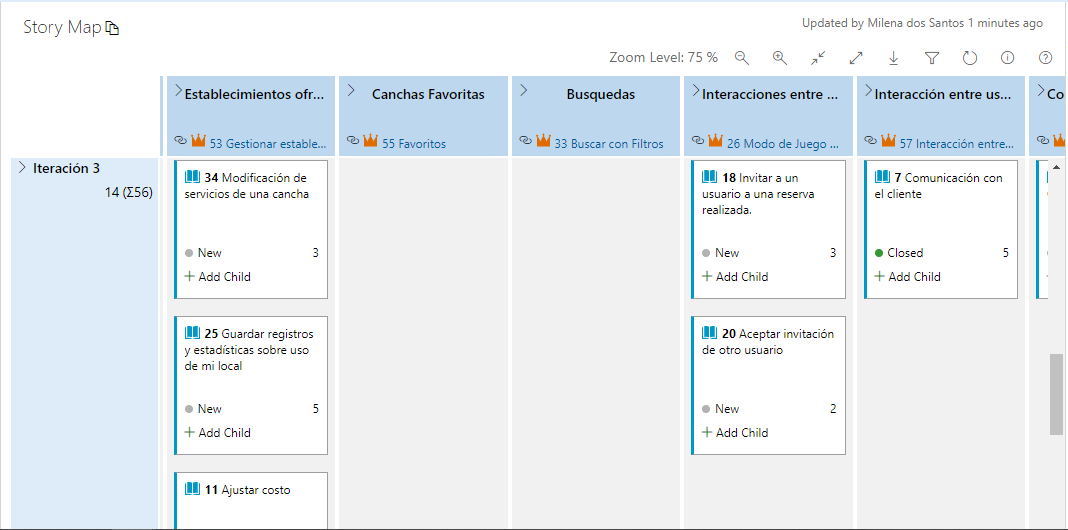 Story Map
Updated by Milena dos Santos 1 minutes ago
Zoom Level: 75 %
Establecimientos ofr...
53 Gestionar estable...
Canchas Favoritas
55 Favoritos
Busquedas
33 Buscar con Filtros
Interacciones entre ...
26 Modo de Juego ...
Interacción entre us...
57 Interacción entre...
Co
Iteración 3
14 (Σ56)
34 Modificación de
servicios de una cancha
New 3
+ Add Child
18 Invitar a un
usuario a una reserva
realizada.
New 3
+ Add Child
7 Comunicación con
el cliente
Closed 5
+ Add Child
25 Guardar registros
y estadísticas sobre uso
de mi local
New 5
+ Add Child
20 Aceptar invitación
de otro usuario
New 2
+ Add Child
11 Ajustar costo